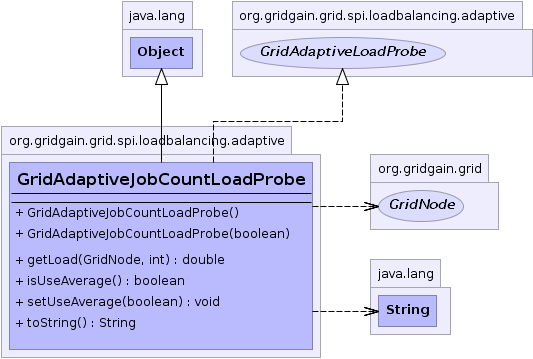 java.lang
Object
org.gridgain.grid.spi.loadbalancing.adaptive
GridAdaptiveLoadProbe
org.gridgain.grid.spi.loadbalancing.adaptive
GridAdaptiveJobCountLoadProbe
+ GridAdaptiveJobCountLoadProbe()
+ GridAdaptiveJobCountLoadProbe(boolean)
+ getLoad(GridNode, int) : double
+ isUseAverage() : boolean
+ setUseAverage(boolean) : void
+ toString() : String
org.gridgain.grid
GridNode
java.lang
String